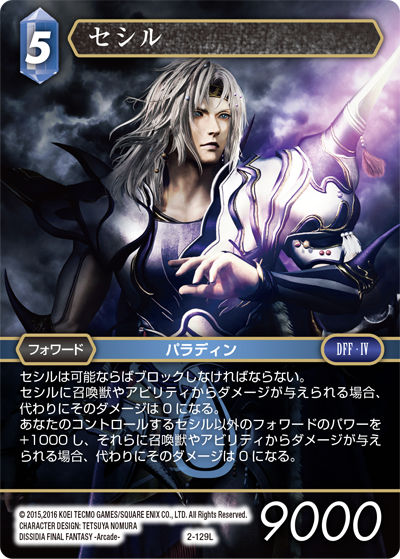 5
セシル
フォワード
パラディン
DFF・Ⅳ
セシルは可能ならばブロックしなければならない。
セシルに召喚獣やアビリティからダメージが与えられる場合、
代わりにそのダメージは 0 になる。
あなたのコントロールするセシル以外のフォワードのパワーを
+1000 し、それらに召喚獣やアビリティからダメージが与え
られる場合、代わりにそのダメージは 0 になる。
© 2015,2016 KOEI TECMO GAMES/SQUARE ENIX CO., LTD. All Rights Reserved.
CHARACTER DESIGN: TETSUYA NOMURA
DISSIDIA FINAL FANTASY -Arcade-
2-129L
9000